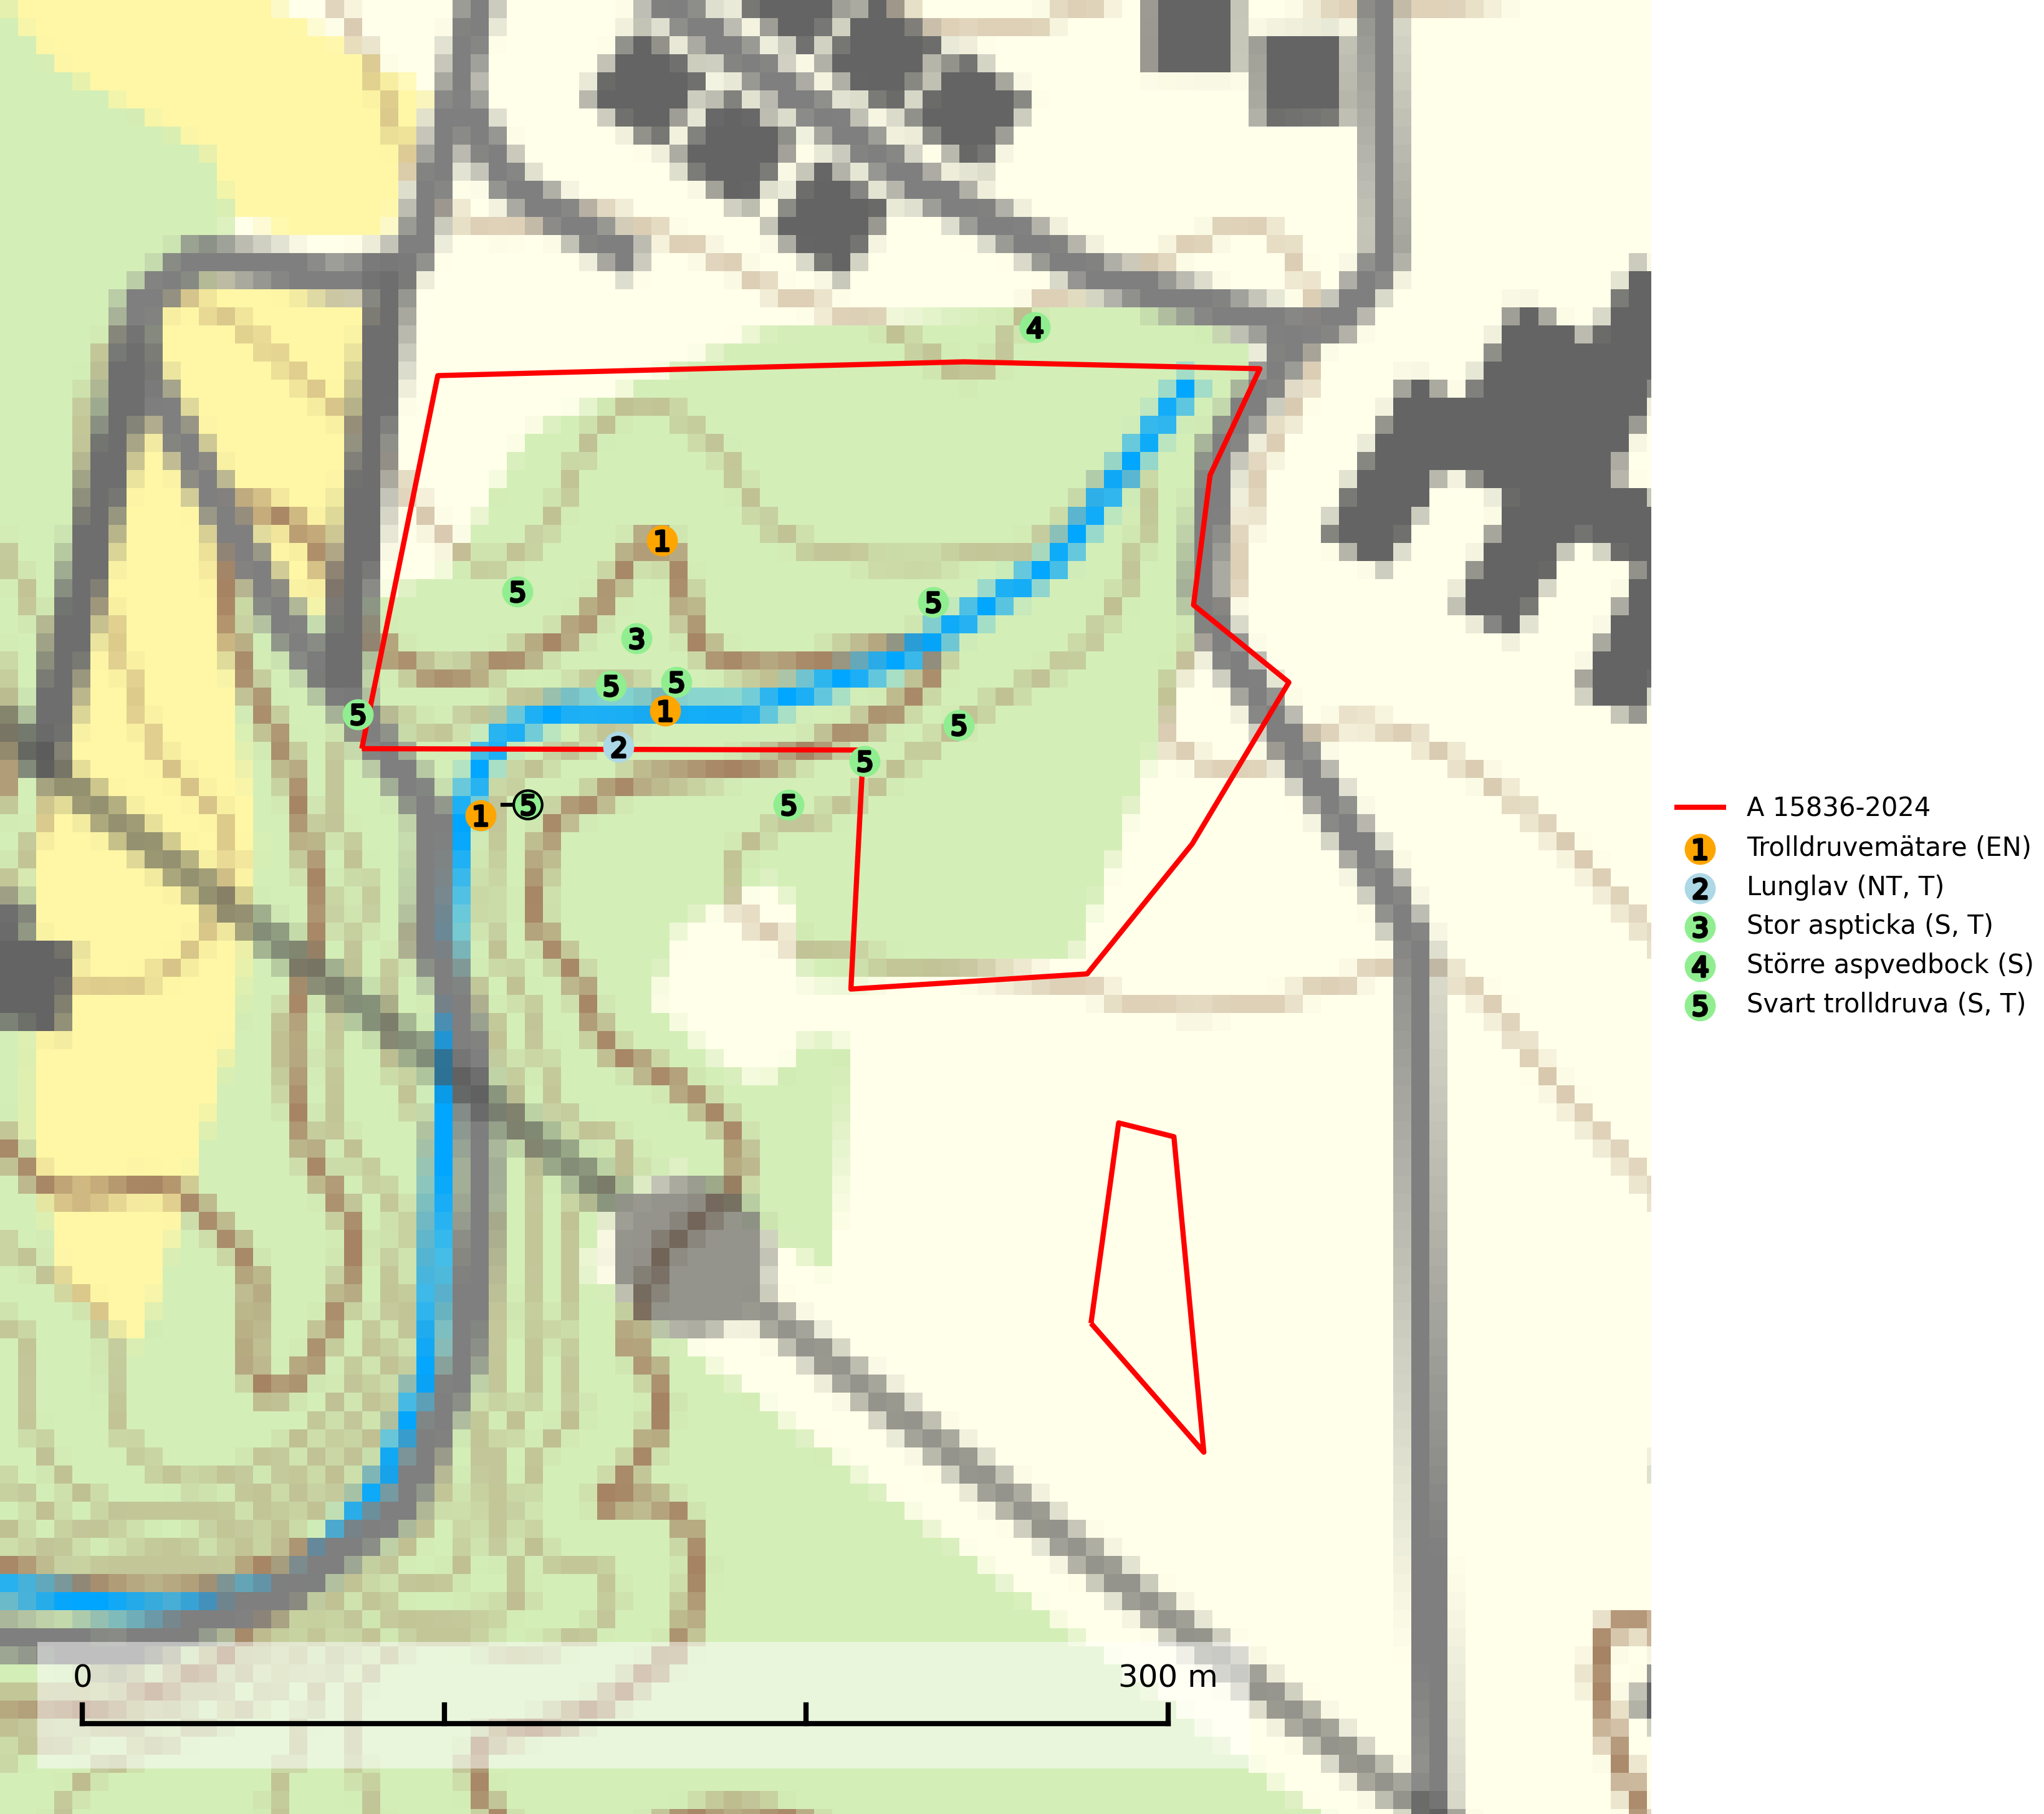 4
1
5
5
3
5
5
5
1
5
2
5
1
5
5
A 15836-2024
1 Trolldruvemätare (EN)
2 Lunglav (NT, T)
3 Stor aspticka (S, T)
4 Större aspvedbock (S)
5 Svart trolldruva (S, T)
0 300 m